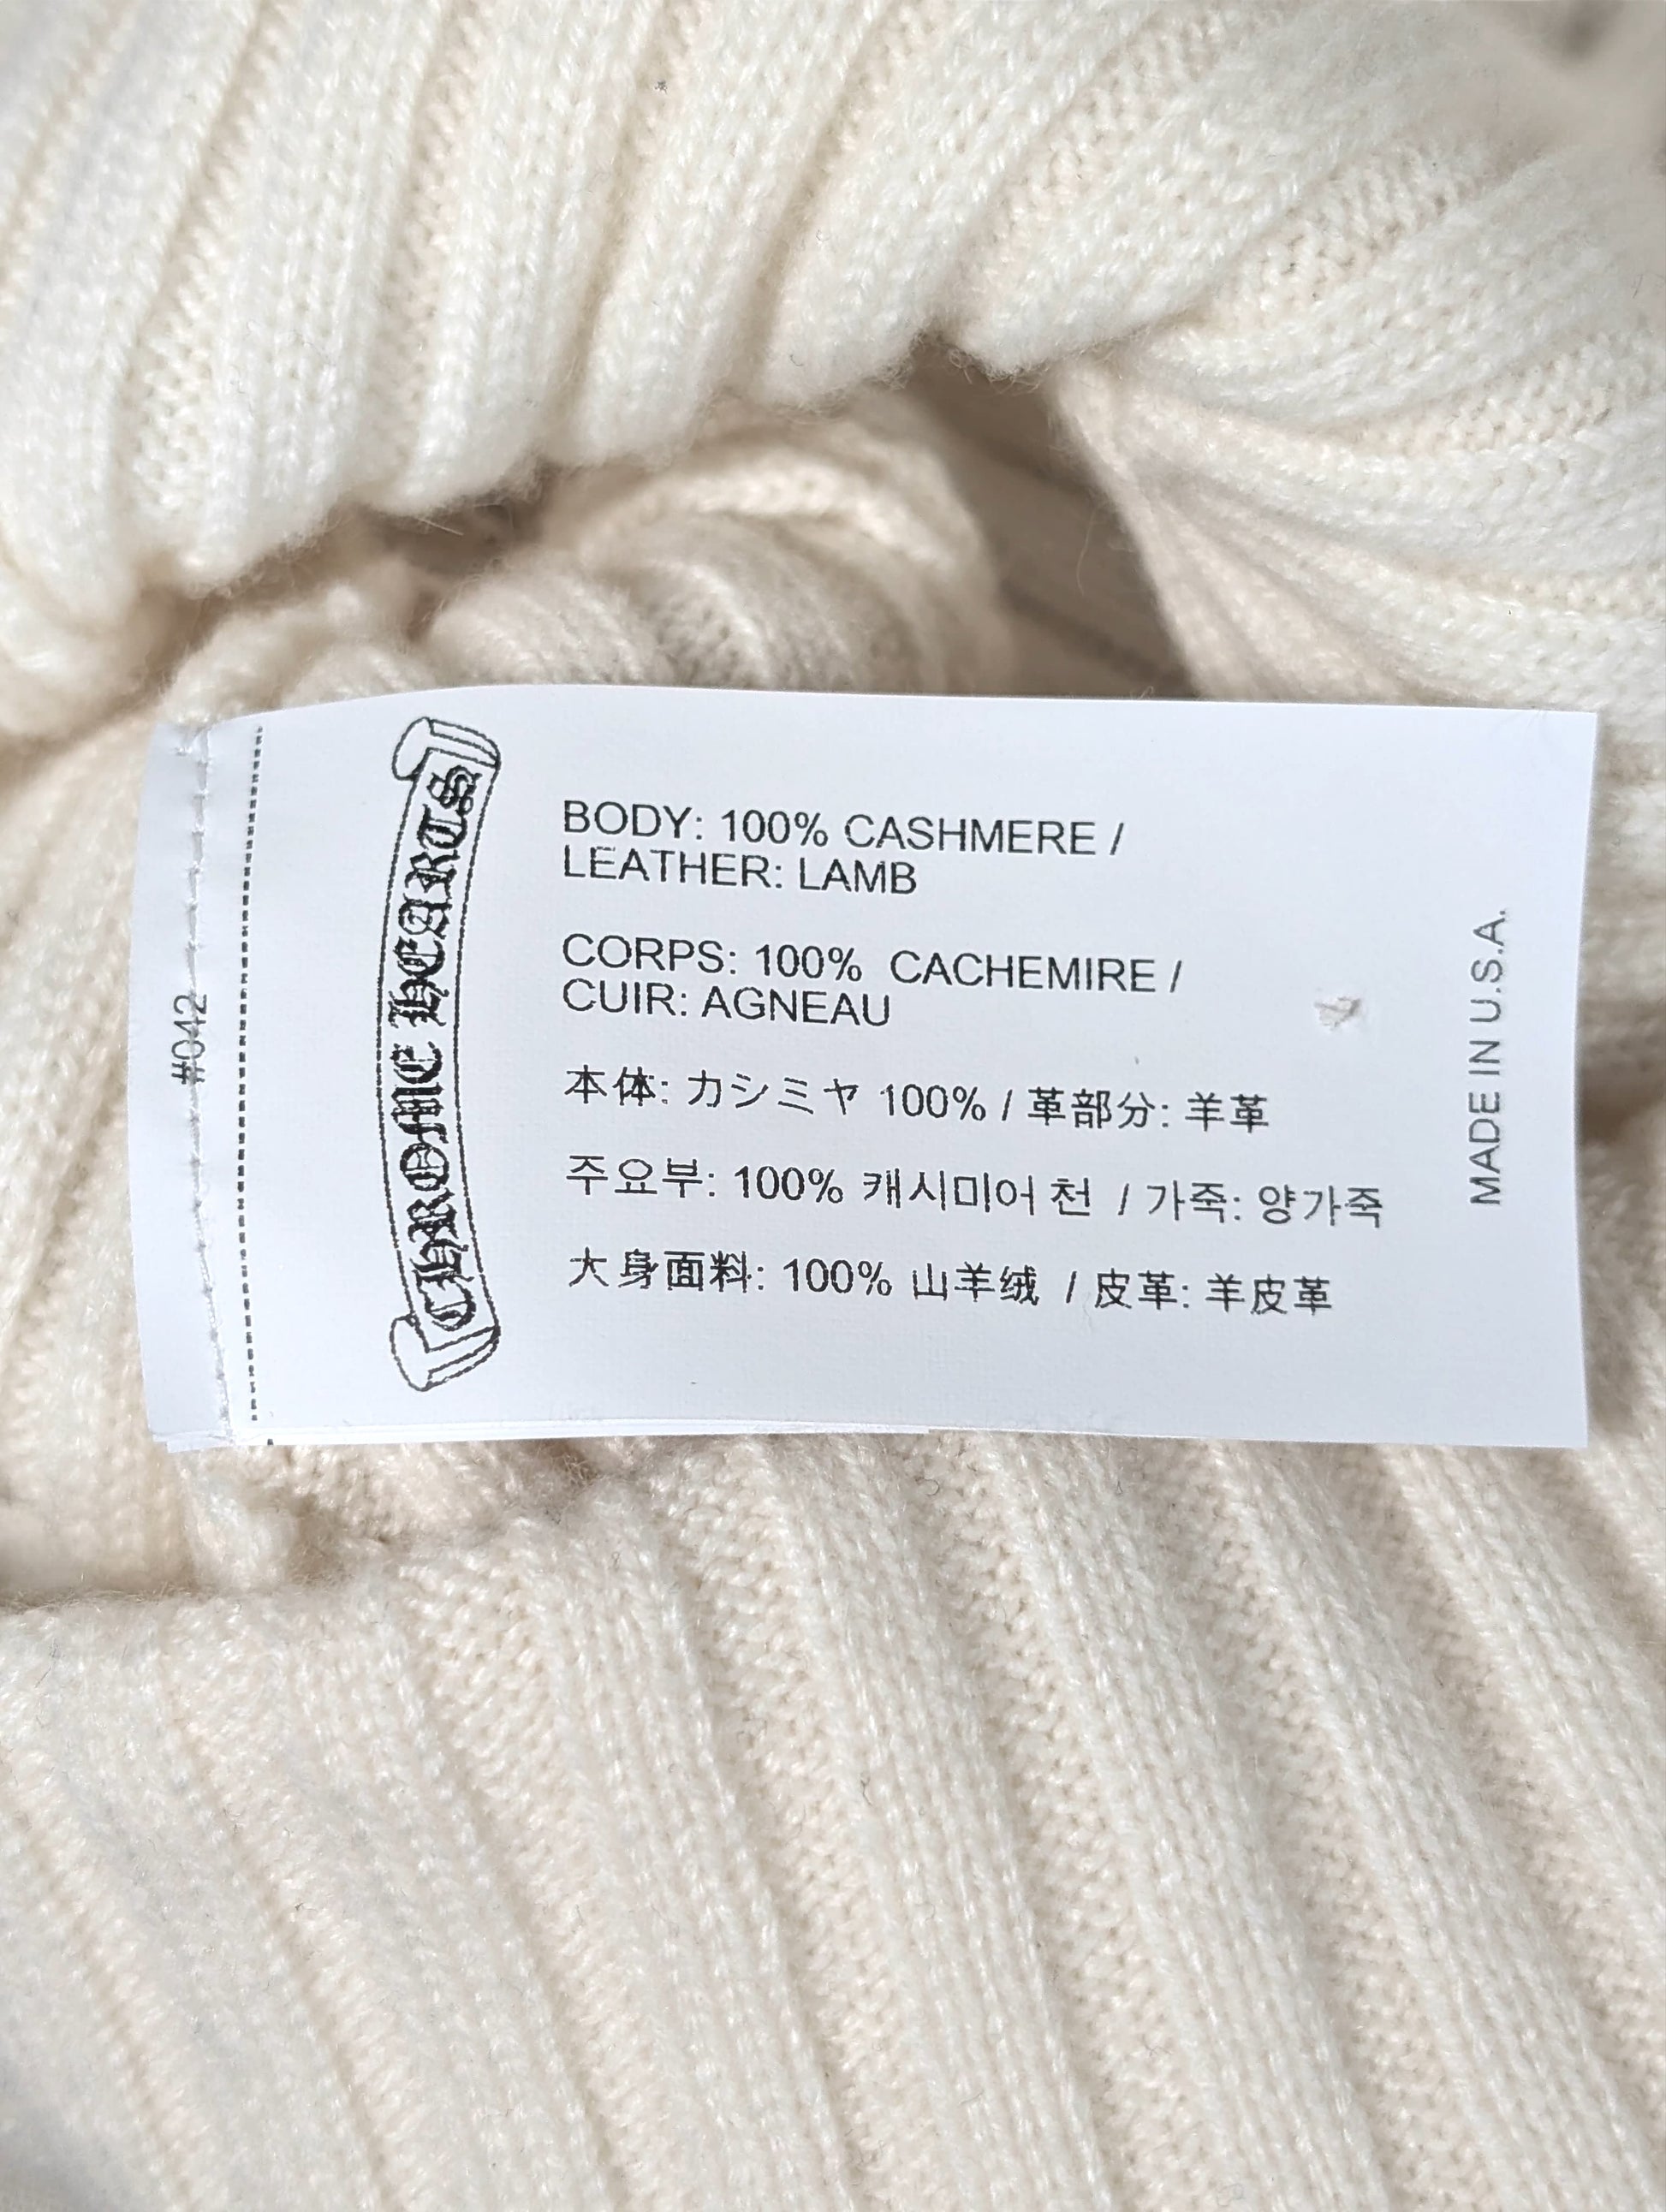 #042
CHROME HEARTS
BODY: 100% CASHMERE /
LEATHER: LAMB
CORPS: 100% CACHEMIRE /
CUIR: AGNEAU
本体: カシミヤ 100% / 革部分: 羊革
주요부: 100% 캐시미어 천 / 가죽: 양가죽
大身面料: 100% 山羊绒 / 皮革: 羊皮革
MADE IN U.S.A.